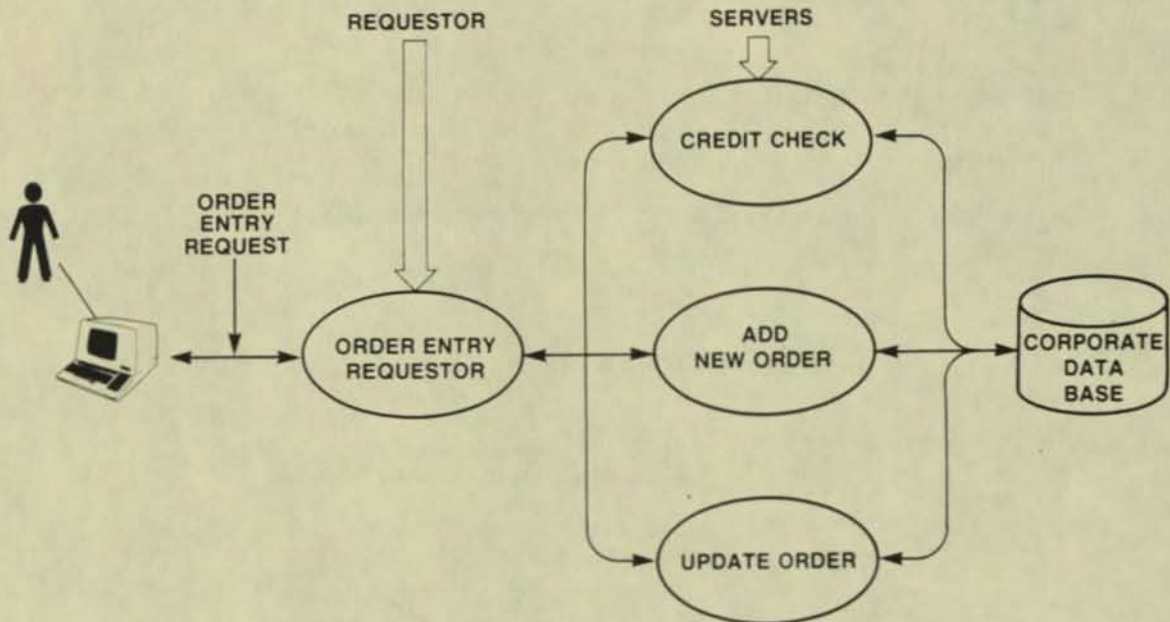 REQUESTOR
SERVERS
CREDIT CHECK
ORDER
ENTRY
REQUEST
ORDER ENTRY
REQUESTOR
ADD
NEW ORDER
CORPORATE
DATA
BASE
UPDATE ORDER